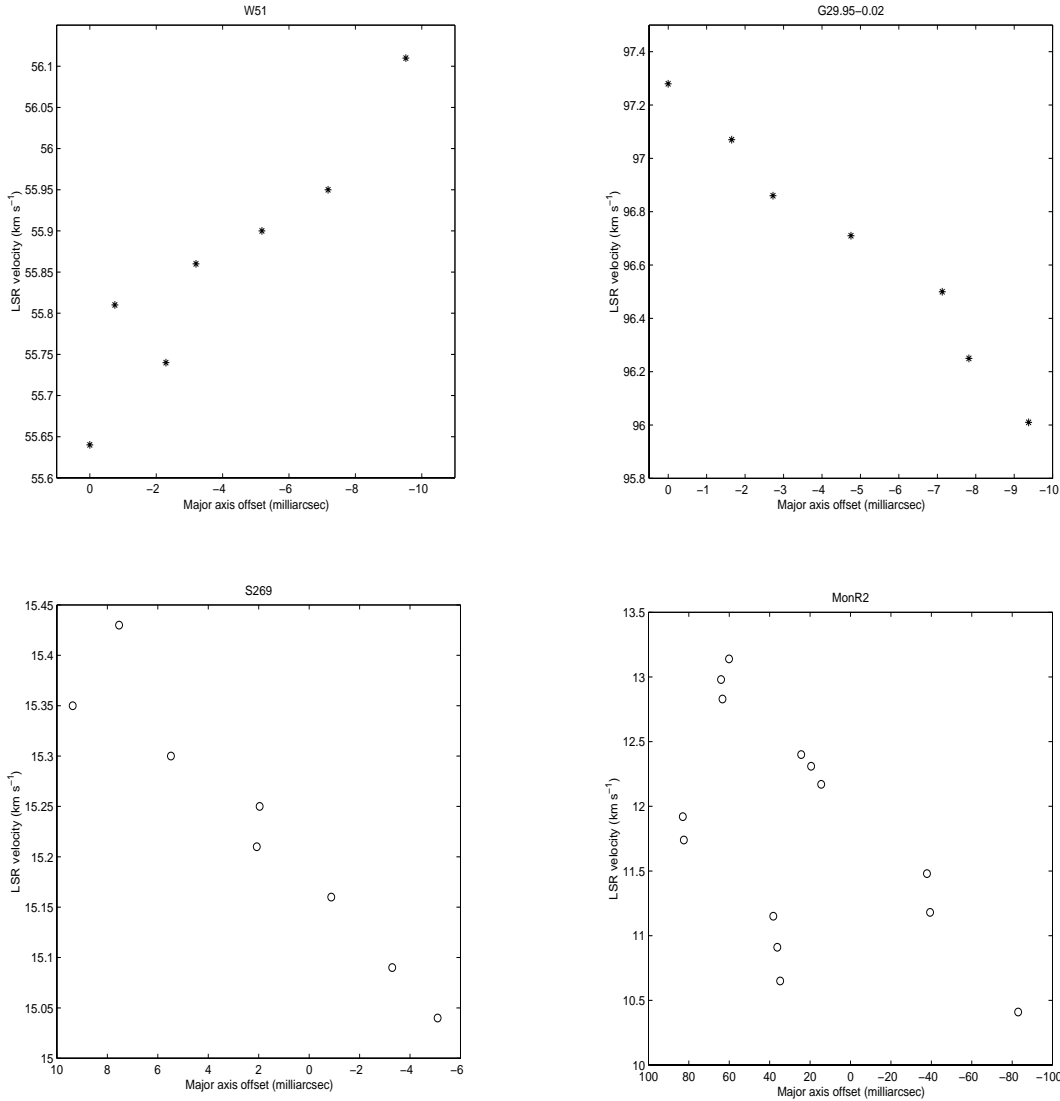 W51
56.1
56.05
56
55.95
55.9
55.85
55.8
55.75
55.7
55.65
55.6
LSR velocity (km s⁻¹)
0 −2 −4 −6 −8 −10
Major axis offset (milliarcsec)
G29.95−0.02
97.4
97.2
97
96.8
96.6
96.4
96.2
96
95.8
LSR velocity (km s⁻¹)
0 −1 −2 −3 −4 −5 −6 −7 −8 −9 −10
Major axis offset (milliarcsec)
S269
15.45
15.4
15.35
15.3
15.25
15.2
15.15
15.1
15.05
15
LSR velocity (km s⁻¹)
10 8 6 4 2 0 −2 −4 −6
Major axis offset (milliarcsec)
MonR2
13.5
13
12.5
12
11.5
11
10.5
10
LSR velocity (km s⁻¹)
100 80 60 40 20 0 −20 −40 −60 −80 −100
Major axis offset (milliarcsec)